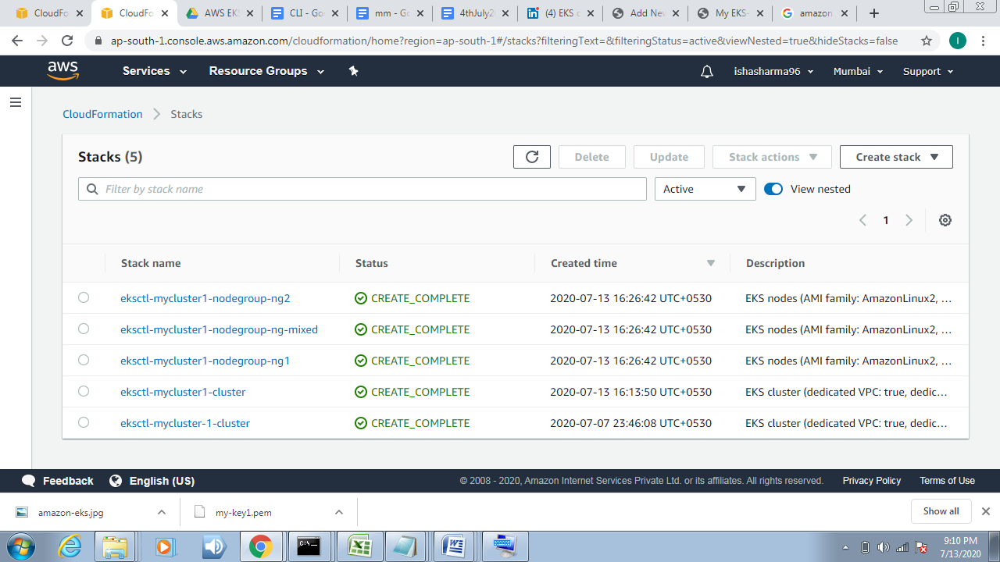 CloudFo
CloudFo
AWS EKS
CLI - Go
mm - Go
4thJuly2
in
(4) EKS c
Add New
My EKS-
amazon
ap-south-1.console.aws.amazon.com/cloudformation/home?region=ap-south-1#/stacks?filteringText=&filteringStatus=active&viewNested=true&hideStacks=false
I
aws
Services
Resource Groups
ishasharma96
Mumbai
Support
CloudFormation
Stacks
Stacks (5)
Delete
Update
Stack actions
Create stack
Filter by stack name
Active
View nested
1
Stack name Status Created time Description
eksctl-mycluster1-nodegroup-ng2 CREATE_COMPLETE 2020-07-13 16:26:42 UTC+0530 EKS nodes (AMI family: AmazonLinux2, ...
eksctl-mycluster1-nodegroup-ng-mixed CREATE_COMPLETE 2020-07-13 16:26:42 UTC+0530 EKS nodes (AMI family: AmazonLinux2, ...
eksctl-mycluster1-nodegroup-ng1 CREATE_COMPLETE 2020-07-13 16:26:42 UTC+0530 EKS nodes (AMI family: AmazonLinux2, ...
eksctl-mycluster1-cluster CREATE_COMPLETE 2020-07-13 16:13:50 UTC+0530 EKS cluster (dedicated VPC: true, dedic...
eksctl-mycluster-1-cluster CREATE_COMPLETE 2020-07-07 23:46:08 UTC+0530 EKS cluster (dedicated VPC: true, dedic...
Feedback
English (US)
© 2008 - 2020, Amazon Internet Services Private Ltd. or its affiliates. All rights reserved.
Privacy Policy
Terms of Use
amazon-eks.jpg
my-key1.pem
Show all
9:10 PM
7/13/2020